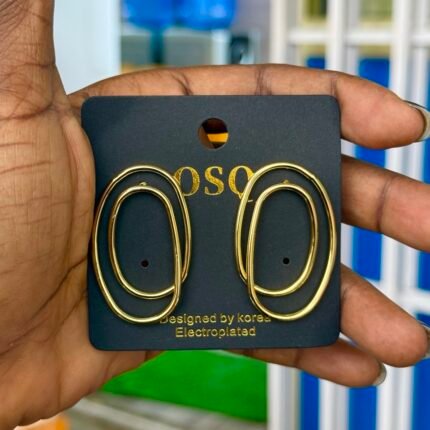 OSO
Designed by korea
Electroplated